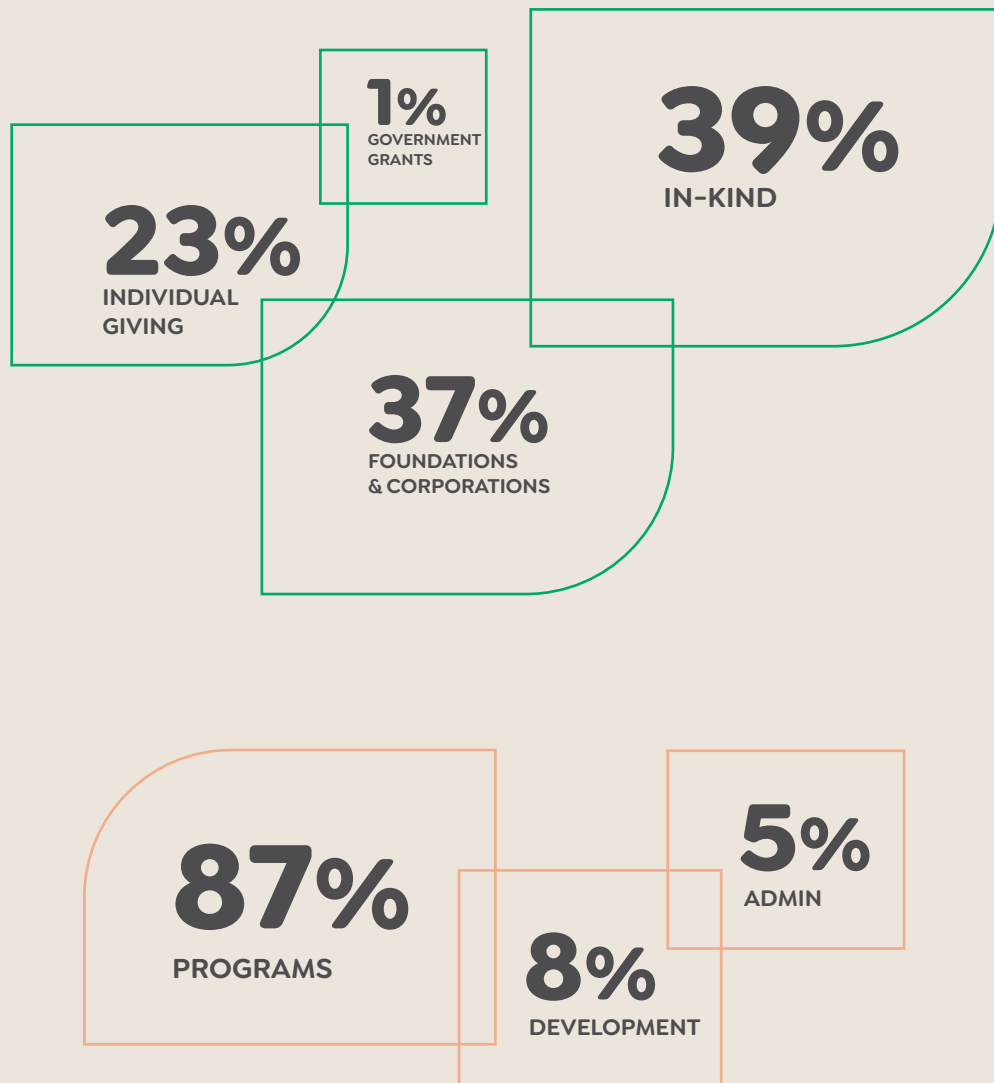 1%
GOVERNMENT
GRANTS
39%
IN-KIND
23%
INDIVIDUAL
GIVING
37%
FOUNDATIONS
& CORPORATIONS
87%
PROGRAMS
5%
ADMIN
8%
DEVELOPMENT